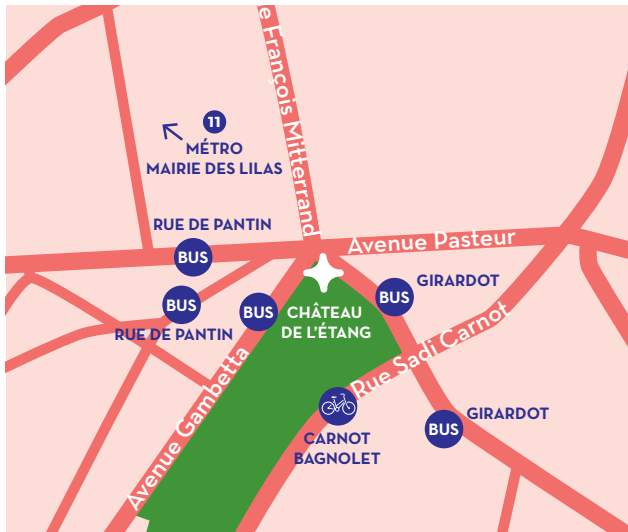 e François Mitterrand
11
MÉTRO
MAIRIE DES LILAS
RUE DE PANTIN
BUS
Avenue Pasteur
GIRARDOT
BUS
BUS
RUE DE PANTIN
BUS
CHÂTEAU
DE L'ÉTANG
Avenue Gambetta
Rue Sadi Carnot
CARNOT
BAGNOLET
GIRARDOT
BUS